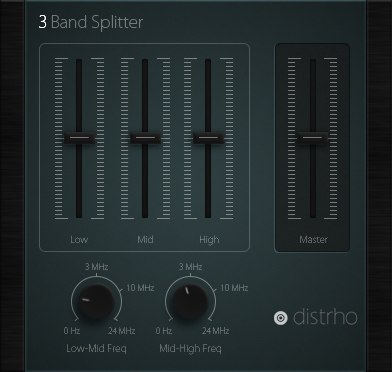 3 Band Splitter
Low Mid High Master
3 MHz 3 MHz
10 MHz 10 MHz
0 Hz 24 MHz 0 Hz 24 MHz
Low-Mid Freq Mid-High Freq
distrho